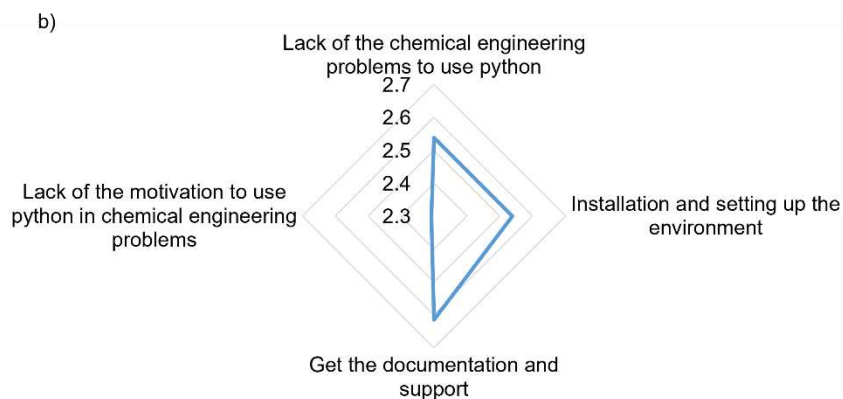 b)
Lack of the chemical engineering
problems to use python
2.7
2.6
2.5
2.4
2.3
Lack of the motivation to use
python in chemical engineering
problems
Installation and setting up the
environment
Get the documentation and
support